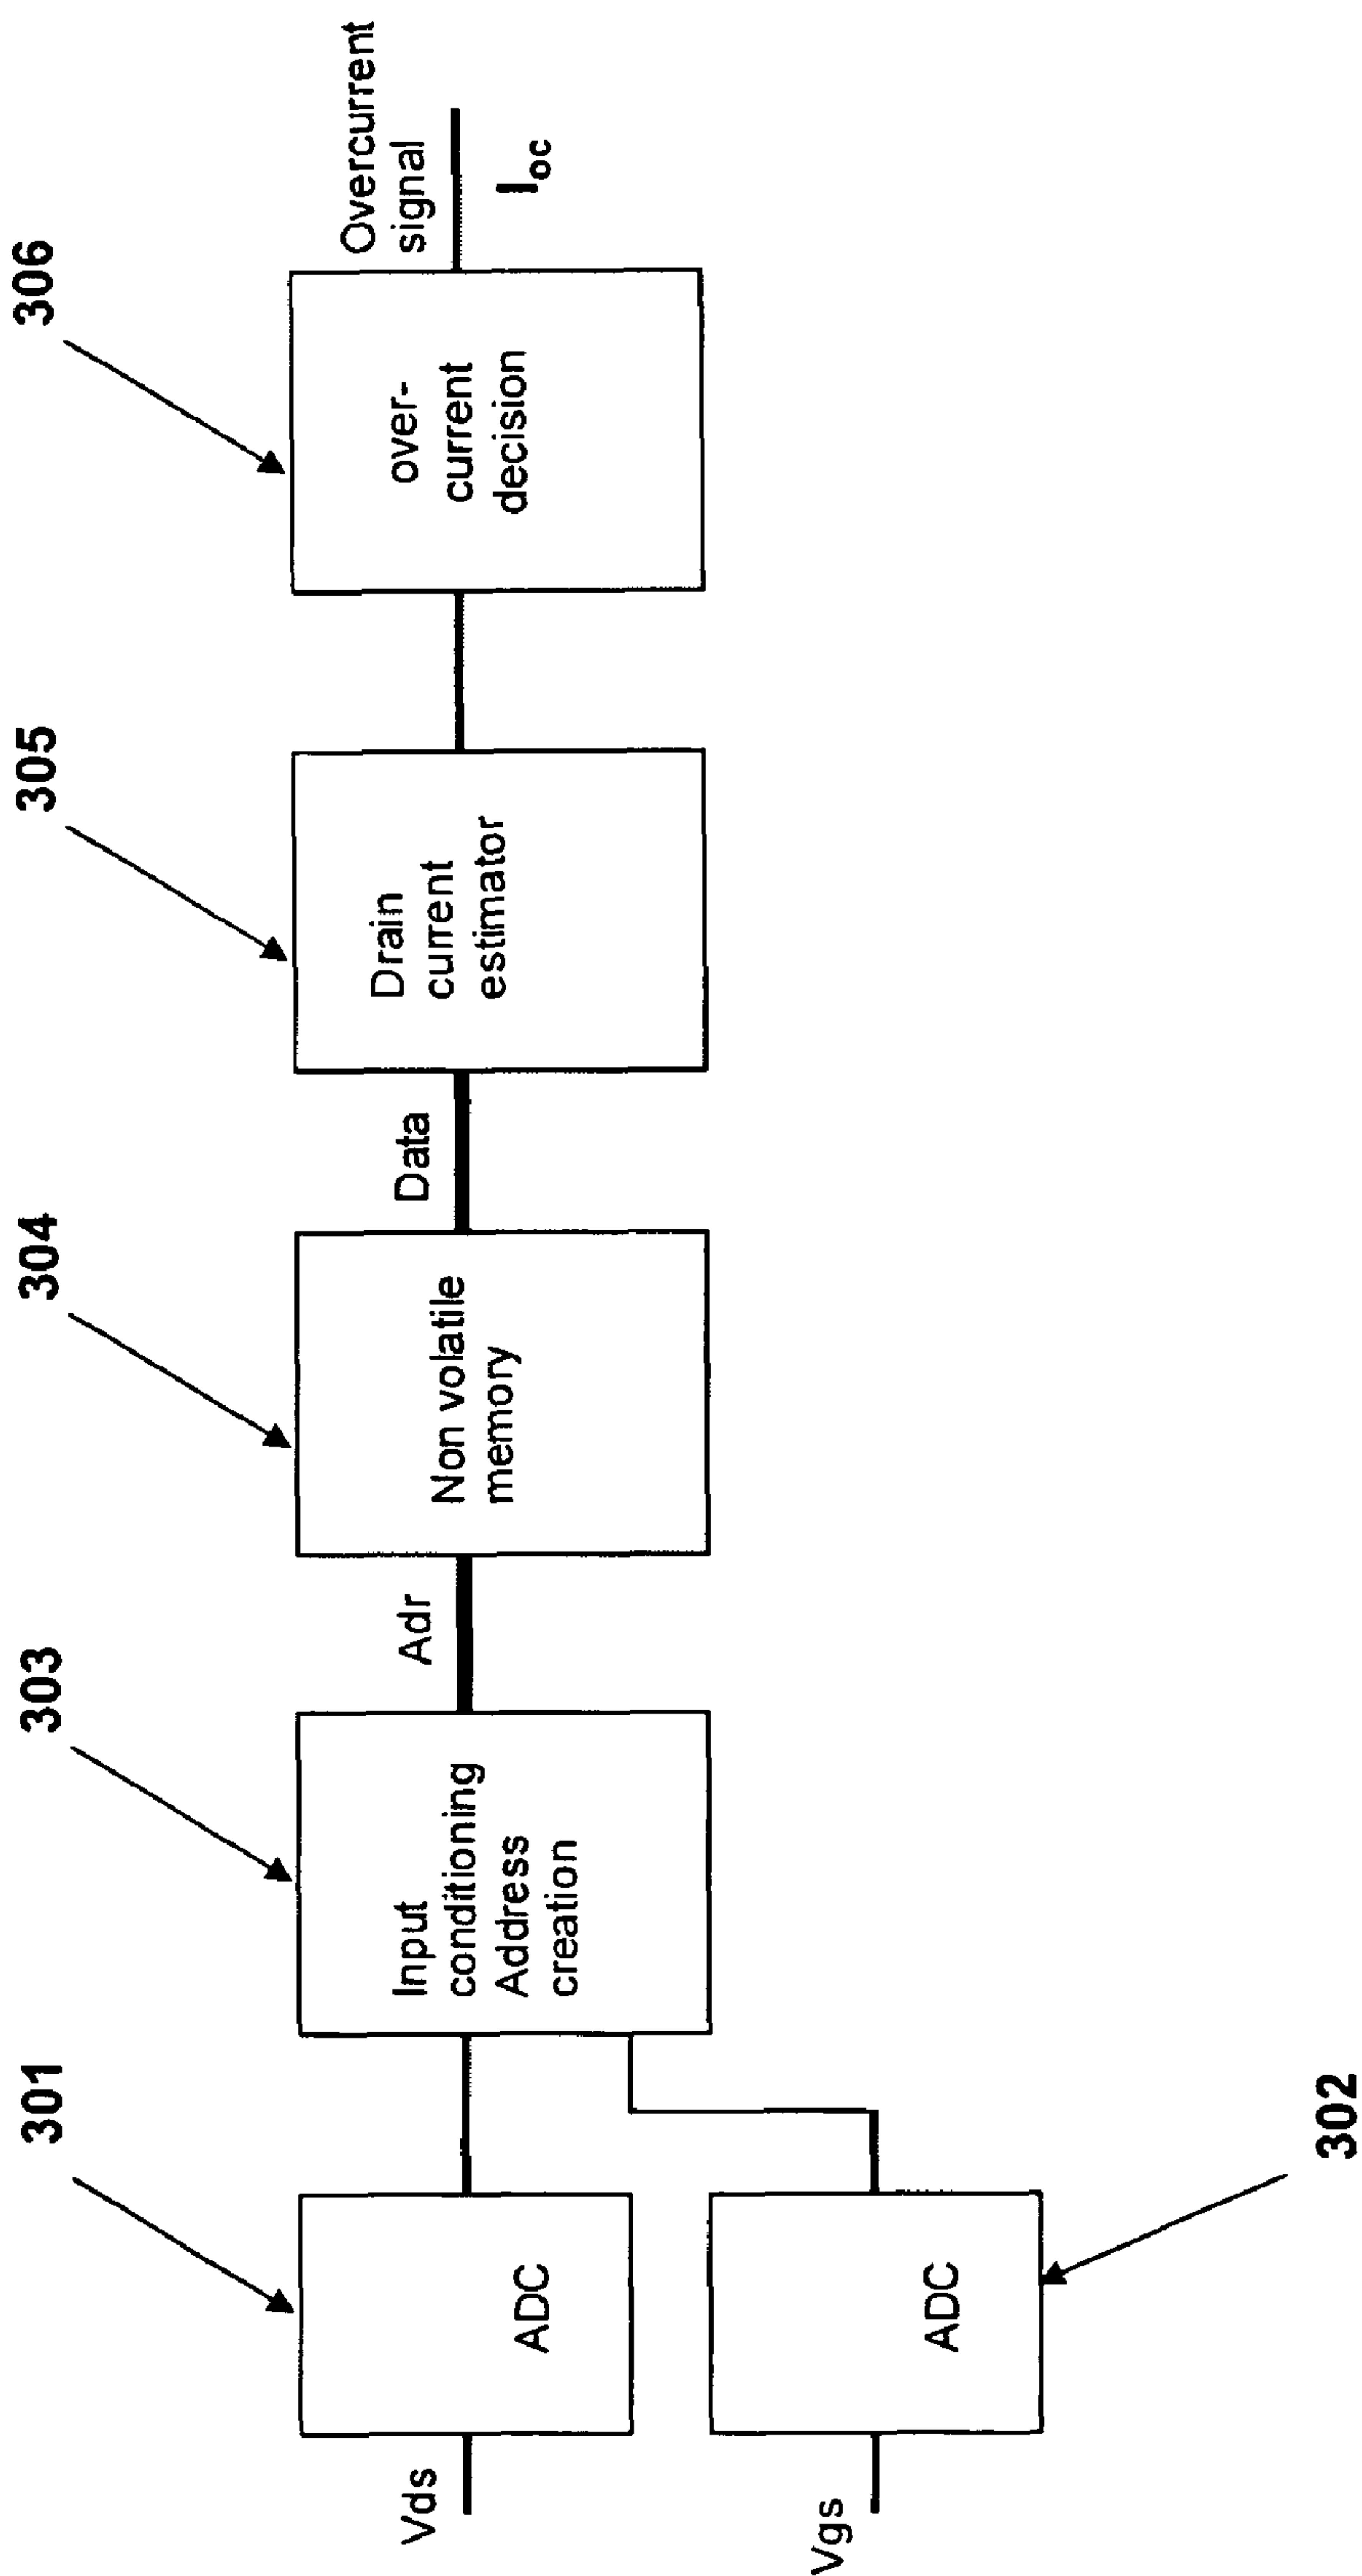 301
303
304
305
306
Vds
ADC
Input
conditioning
Address
creation
Adr
Non volatile
memory
Data
Drain
current
estimator
over-
current
decision
Overcurrent
signal
Ioc
Vgs
ADC
302